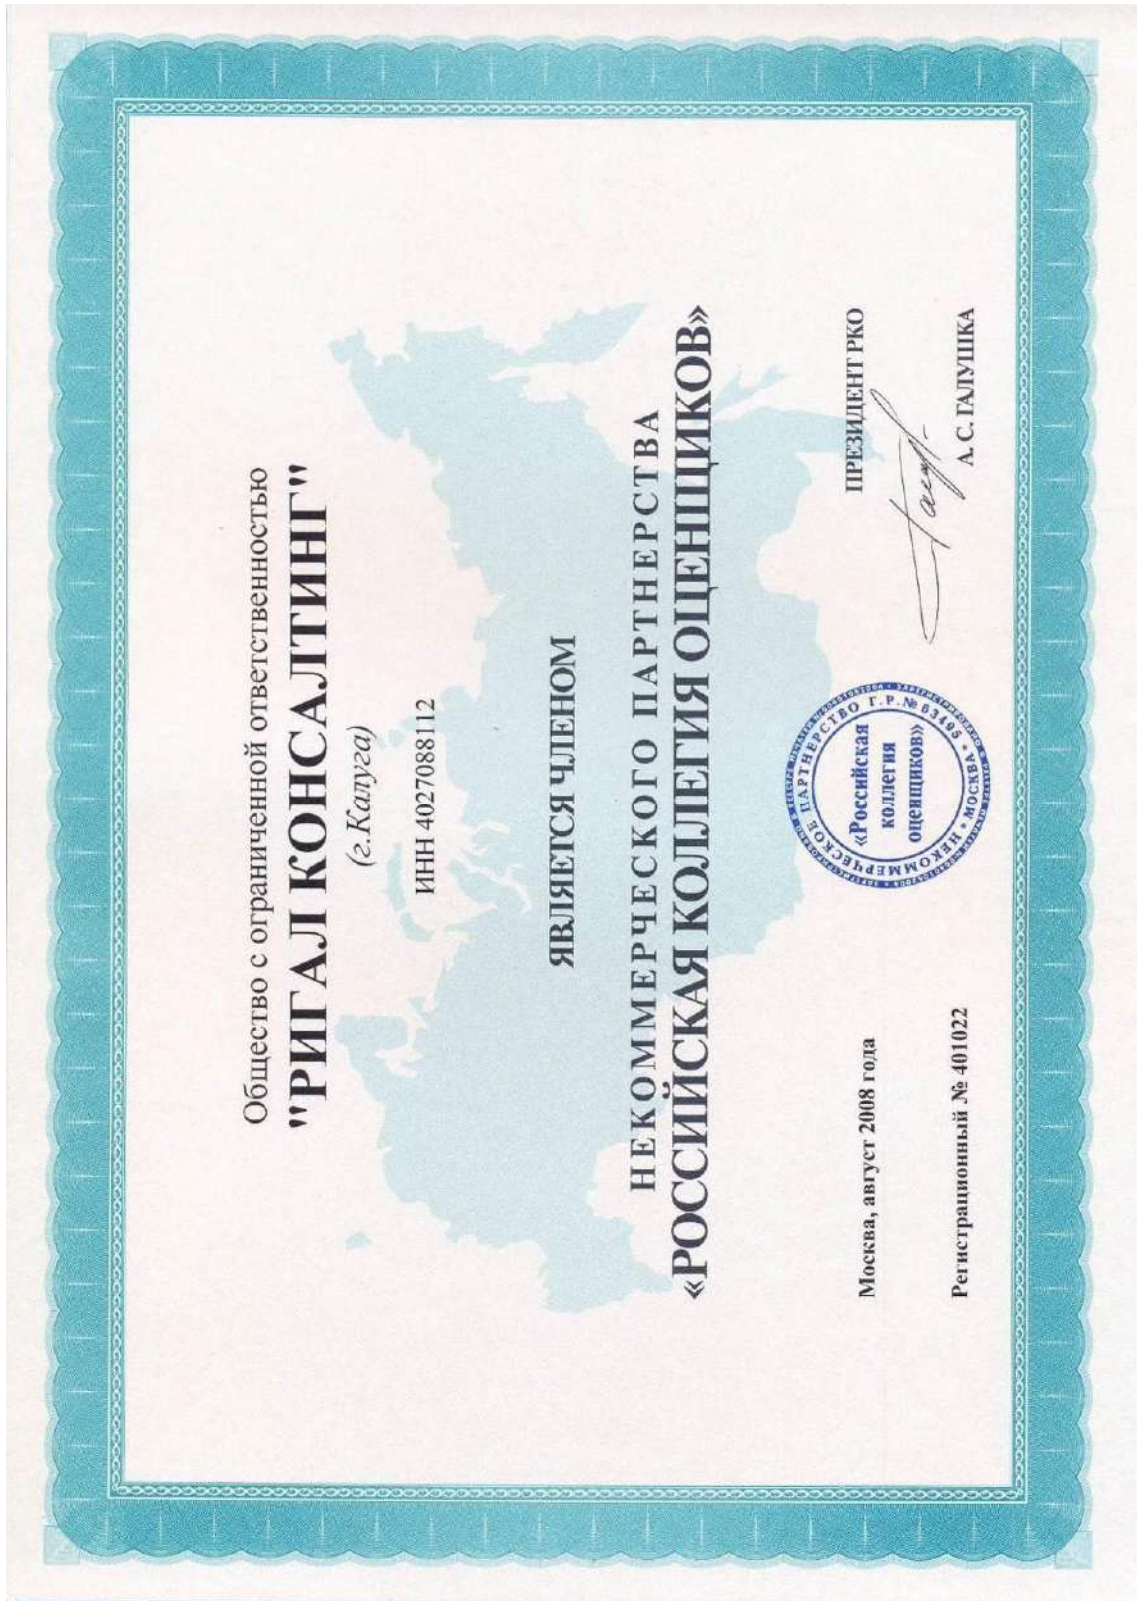 Общество с ограниченной ответственностью
"РИГАЛ КОНСАЛТИНГ"
(г.Калуга)
ИНН 4027088112
ЯВЛЯЕТСЯ ЧЛЕНОМ
НЕКОММЕРЧЕСКОГО ПАРТНЕРСТВА
«РОССИЙСКАЯ КОЛЛЕГИЯ ОЦЕНЩИКОВ»
Москва, август 2008 года
Регистрационный № 401022
НЕКОММЕРЧЕСКОЕ ПАРТНЕРСТВО Г.Р.№ 63495 * МОСКВА *
«Российская
коллегия
оценщиков»
ПРЕЗИДЕНТ РКО
А. С. ГАЛУШКА